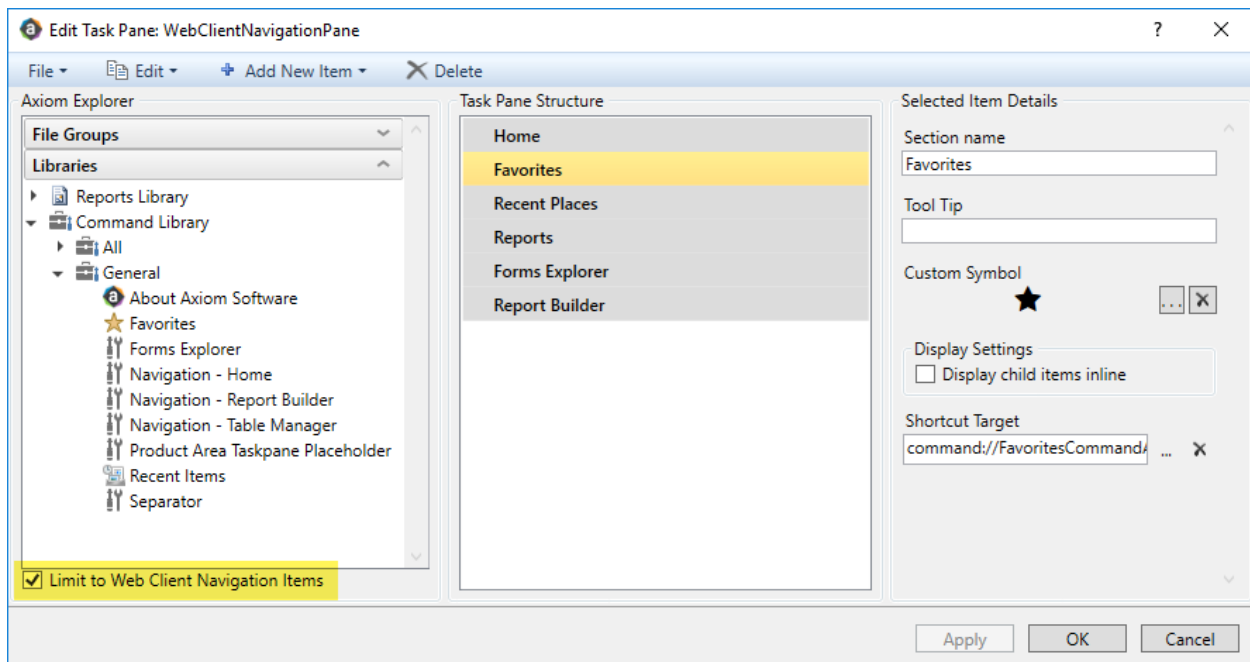 Edit Task Pane: WebClientNavigationPane
?
File
Edit
Add New Item
Delete
Axiom Explorer
File Groups
Libraries
Reports Library
Command Library
All
General
About Axiom Software
Favorites
Forms Explorer
Navigation - Home
Navigation - Report Builder
Navigation - Table Manager
Product Area Taskpane Placeholder
Recent Items
Separator
Limit to Web Client Navigation Items
Task Pane Structure
Home
Favorites
Recent Places
Reports
Forms Explorer
Report Builder
Selected Item Details
Section name
Favorites
Tool Tip
Custom Symbol
...
Display Settings
Display child items inline
Shortcut Target
command://FavoritesCommandA
...
Apply
OK
Cancel